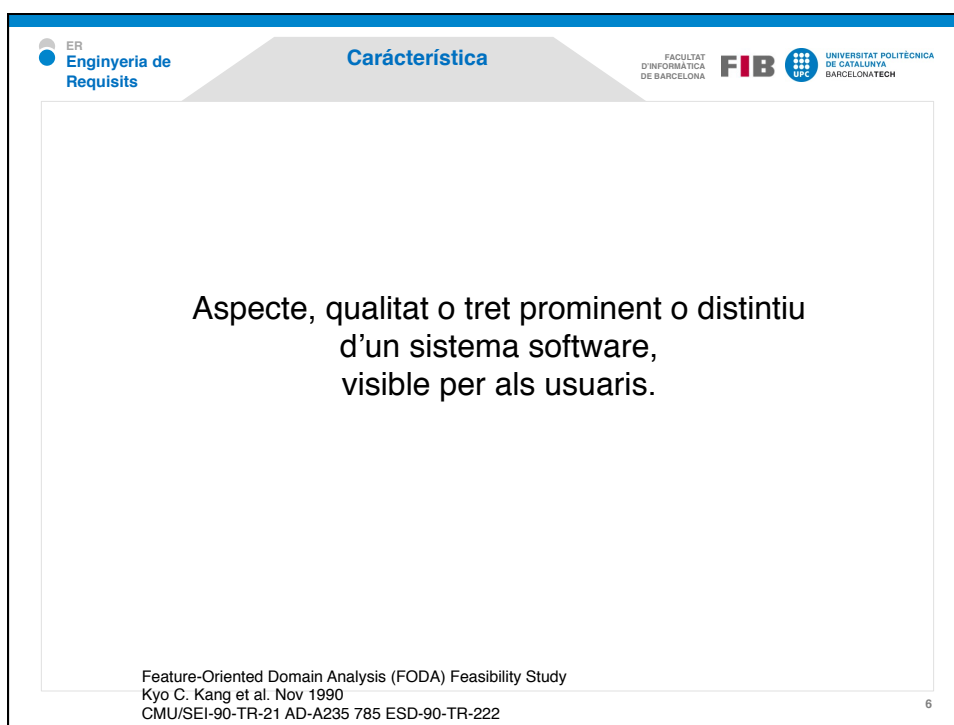 ER
Enginyeria de
Requisits
Carácterística
FACULTAT
D'INFORMÀTICA
DE BARCELONA
FIB
UPC
UNIVERSITAT POLITÈCNICA
DE CATALUNYA
BARCELONATECH
Aspecte, qualitat o tret prominent o distintiu
d'un sistema software,
visible per als usuaris.
Feature-Oriented Domain Analysis (FODA) Feasibility Study
Kyo C. Kang et al. Nov 1990
CMU/SEI-90-TR-21 AD-A235 785 ESD-90-TR-222
6